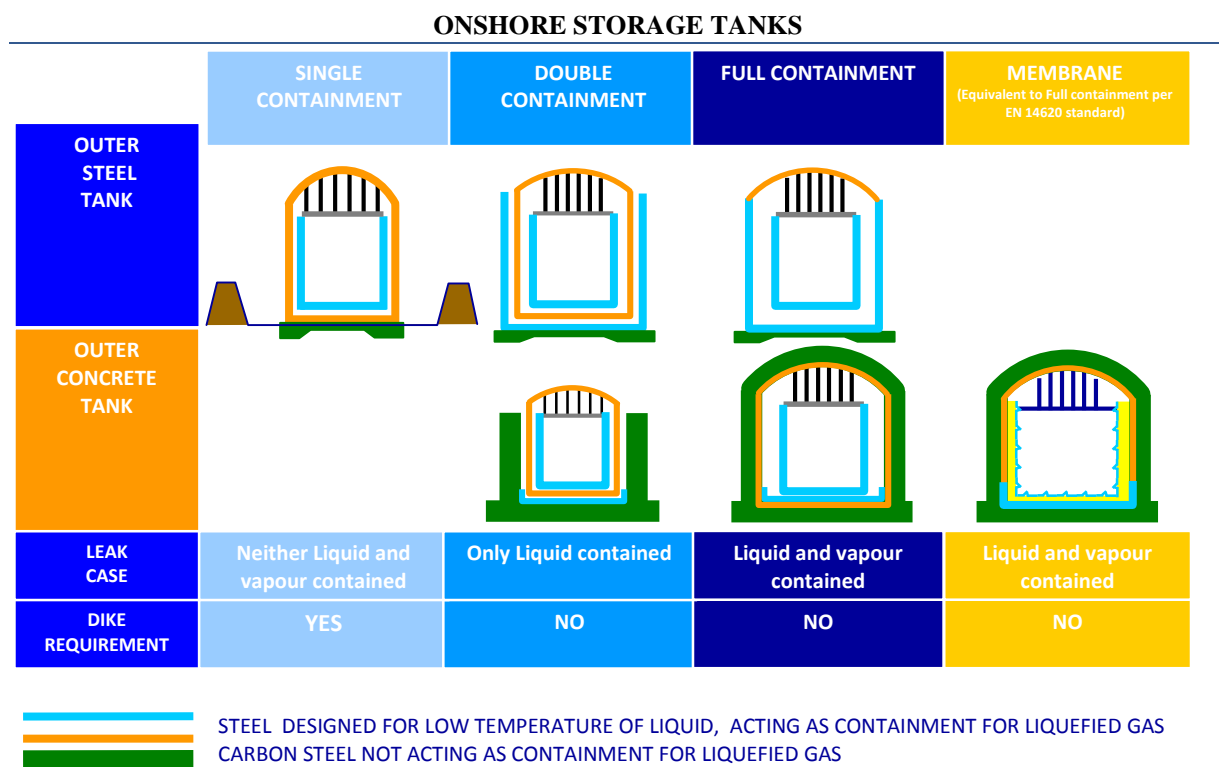 ONSHORE STORAGE TANKS
SINGLE
CONTAINMENT
DOUBLE
CONTAINMENT
FULL CONTAINMENT
MEMBRANE
(Equivalent to Full containment per
EN 14620 standard)
OUTER
STEEL
TANK
OUTER
CONCRETE
TANK
LEAK
CASE
Neither Liquid and
vapour contained
Only Liquid contained
Liquid and vapour
contained
Liquid and vapour
contained
DIKE
REQUIREMENT
YES
NO
NO
NO
STEEL DESIGNED FOR LOW TEMPERATURE OF LIQUID, ACTING AS CONTAINMENT FOR LIQUEFIED GAS
CARBON STEEL NOT ACTING AS CONTAINMENT FOR LIQUEFIED GAS